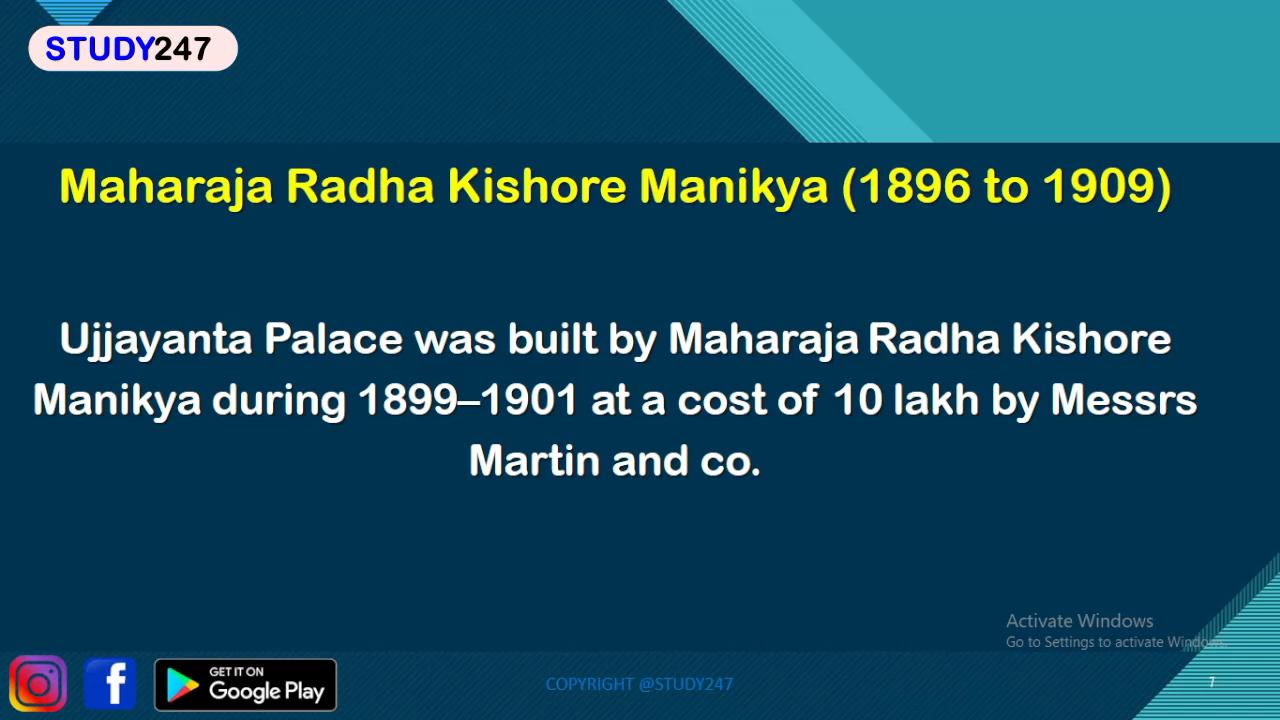 STUDY247
Maharaja Radha Kishore Manikya (1896 to 1909)
Ujjayanta Palace was built by Maharaja Radha Kishore
Manikya during 1899–1901 at a cost of 10 lakh by Messrs
Martin and co.
Activate Windows
Go to Settings to activate Windows.
GET IT ON
Google Play
COPYRIGHT @STUDY247
7